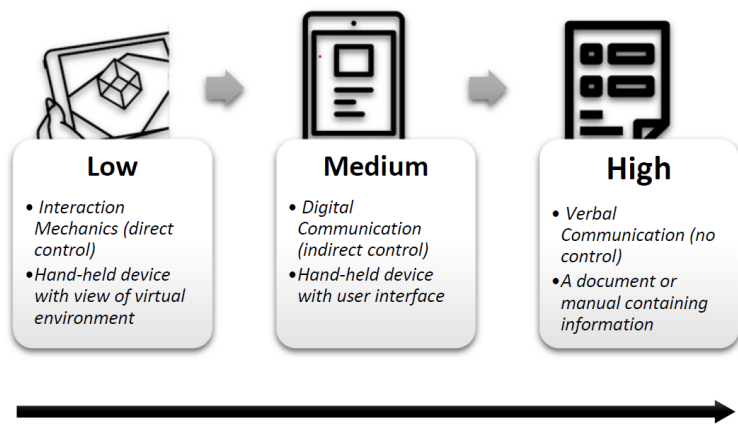 Low
• Interaction
Mechanics (direct
control)
•Hand-held device
with view of virtual
environment
Medium
• Digital
Communication
(indirect control)
• Hand-held device
with user interface
High
• Verbal
Communication (no
control)
•A document or
manual containing
information